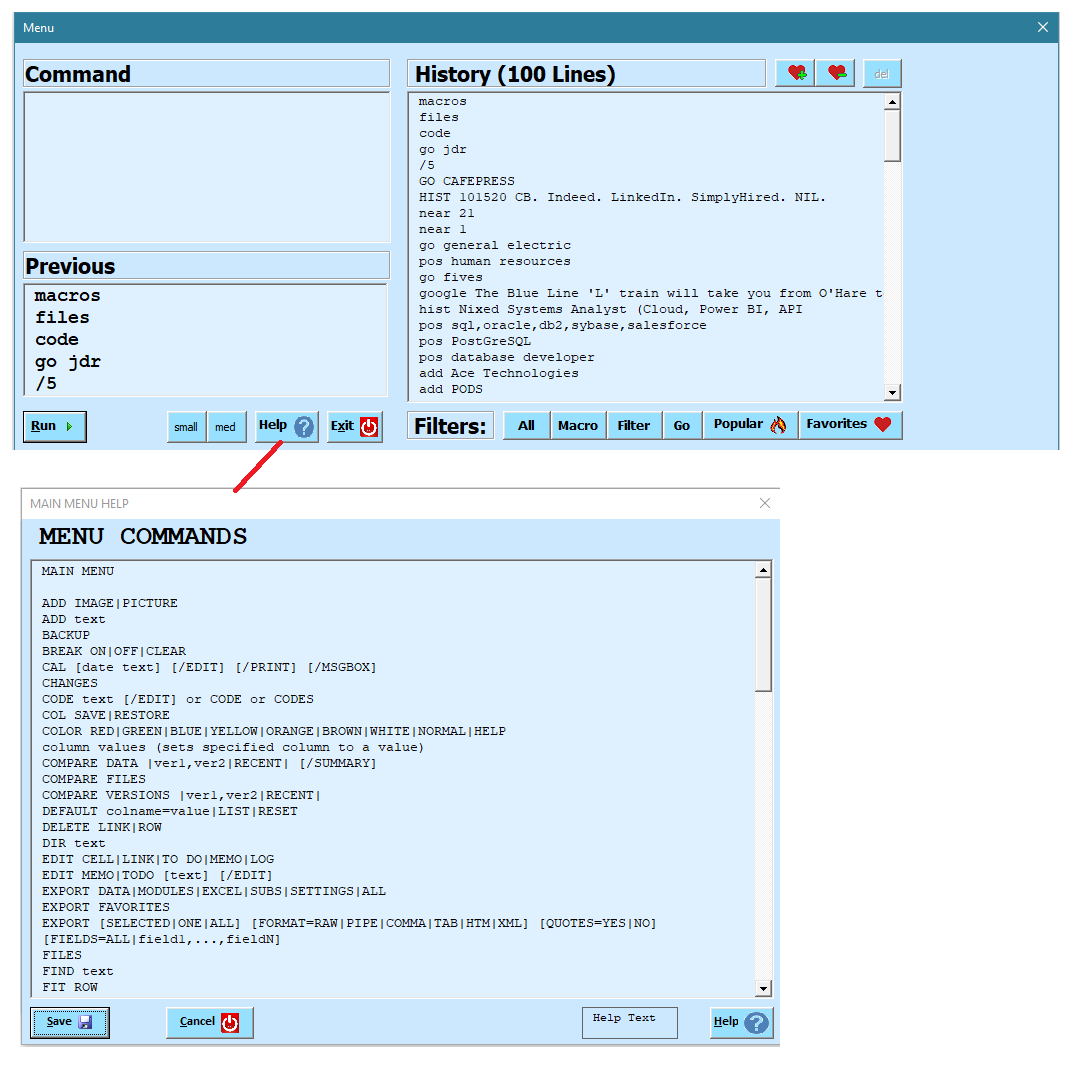 Menu
Command
History (100 Lines)
del
macros
files
code
go jdr
/5
GO CAFEPRESS
HIST 101520 CB. Indeed. LinkedIn. SimplyHired. NIL.
near 21
near 1
go general electric
pos human resources
go fives
google The Blue Line 'L' train will take you from O'Hare t
hist Nixed Systems Analyst (Cloud, Power BI, API
pos sql,oracle,db2,sybase,salesforce
pos PostGreSQL
pos database developer
add Ace Technologies
add PODS
Previous
macros
files
code
go jdr
/5
Run small med Help Exit
Filters: All Macro Filter Go Popular Favorites
MAIN MENU HELP
MENU COMMANDS
MAIN MENU
ADD IMAGE|PICTURE
ADD text
BACKUP
BREAK ON|OFF|CLEAR
CAL [date text] [/EDIT] [/PRINT] [/MSGBOX]
CHANGES
CODE text [/EDIT] or CODE or CODES
COL SAVE|RESTORE
COLOR RED|GREEN|BLUE|YELLOW|ORANGE|BROWN|WHITE|NORMAL|HELP
column values (sets specified column to a value)
COMPARE DATA |ver1,ver2|RECENT| [/SUMMARY]
COMPARE FILES
COMPARE VERSIONS |ver1,ver2|RECENT|
DEFAULT colname=value|LIST|RESET
DELETE LINK|ROW
DIR text
EDIT CELL|LINK|TO DO|MEMO|LOG
EDIT MEMO|TODO [text] [/EDIT]
EXPORT DATA|MODULES|EXCEL|SUBS|SETTINGS|ALL
EXPORT FAVORITES
EXPORT [SELECTED|ONE|ALL] [FORMAT=RAW|PIPE|COMMA|TAB|HTM|XML] [QUOTES=YES|NO]
[FIELDS=ALL|field1,...,fieldN]
FILES
FIND text
FIT ROW
Save Cancel Help Text Help